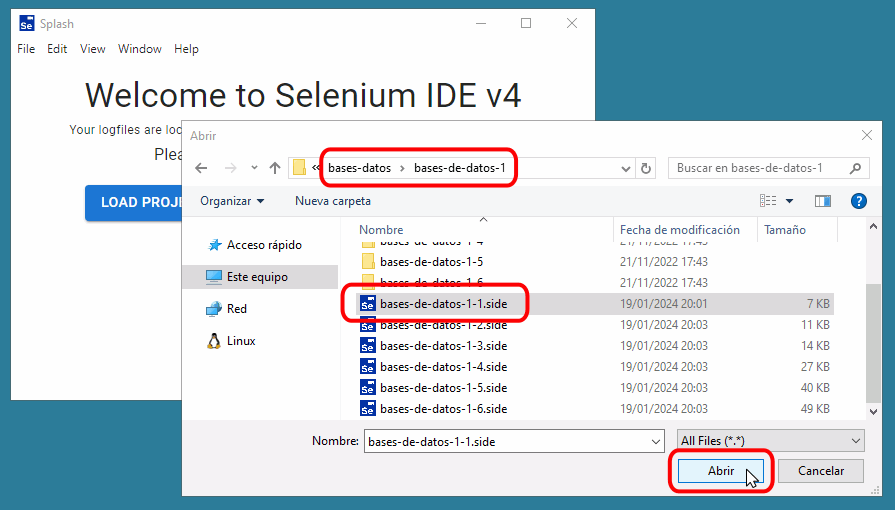 Se Splash
File Edit View Window Help
Welcome to Selenium IDE v4
Your logfiles are loc
Plea
LOAD PROJE
Abrir
« bases-datos > bases-de-datos-1
Buscar en bases-de-datos-1
Organizar Nueva carpeta
?
Nombre Fecha de modificación Tamaño
Acceso rápido
Este equipo
Red
Linux
bases-de-datos-1-4 21/11/2022 17:43
bases-de-datos-1-5 21/11/2022 17:43
bases-de-datos-1-6 21/11/2022 17:43
Se bases-de-datos-1-1.side 19/01/2024 20:01 7 KB
Se bases-de-datos-1-2.side 19/01/2024 20:03 11 KB
Se bases-de-datos-1-3.side 19/01/2024 20:03 14 KB
Se bases-de-datos-1-4.side 19/01/2024 20:03 27 KB
Se bases-de-datos-1-5.side 19/01/2024 20:03 40 KB
Se bases-de-datos-1-6.side 19/01/2024 20:03 49 KB
Nombre: bases-de-datos-1-1.side All Files (*.*)
Abrir Cancelar